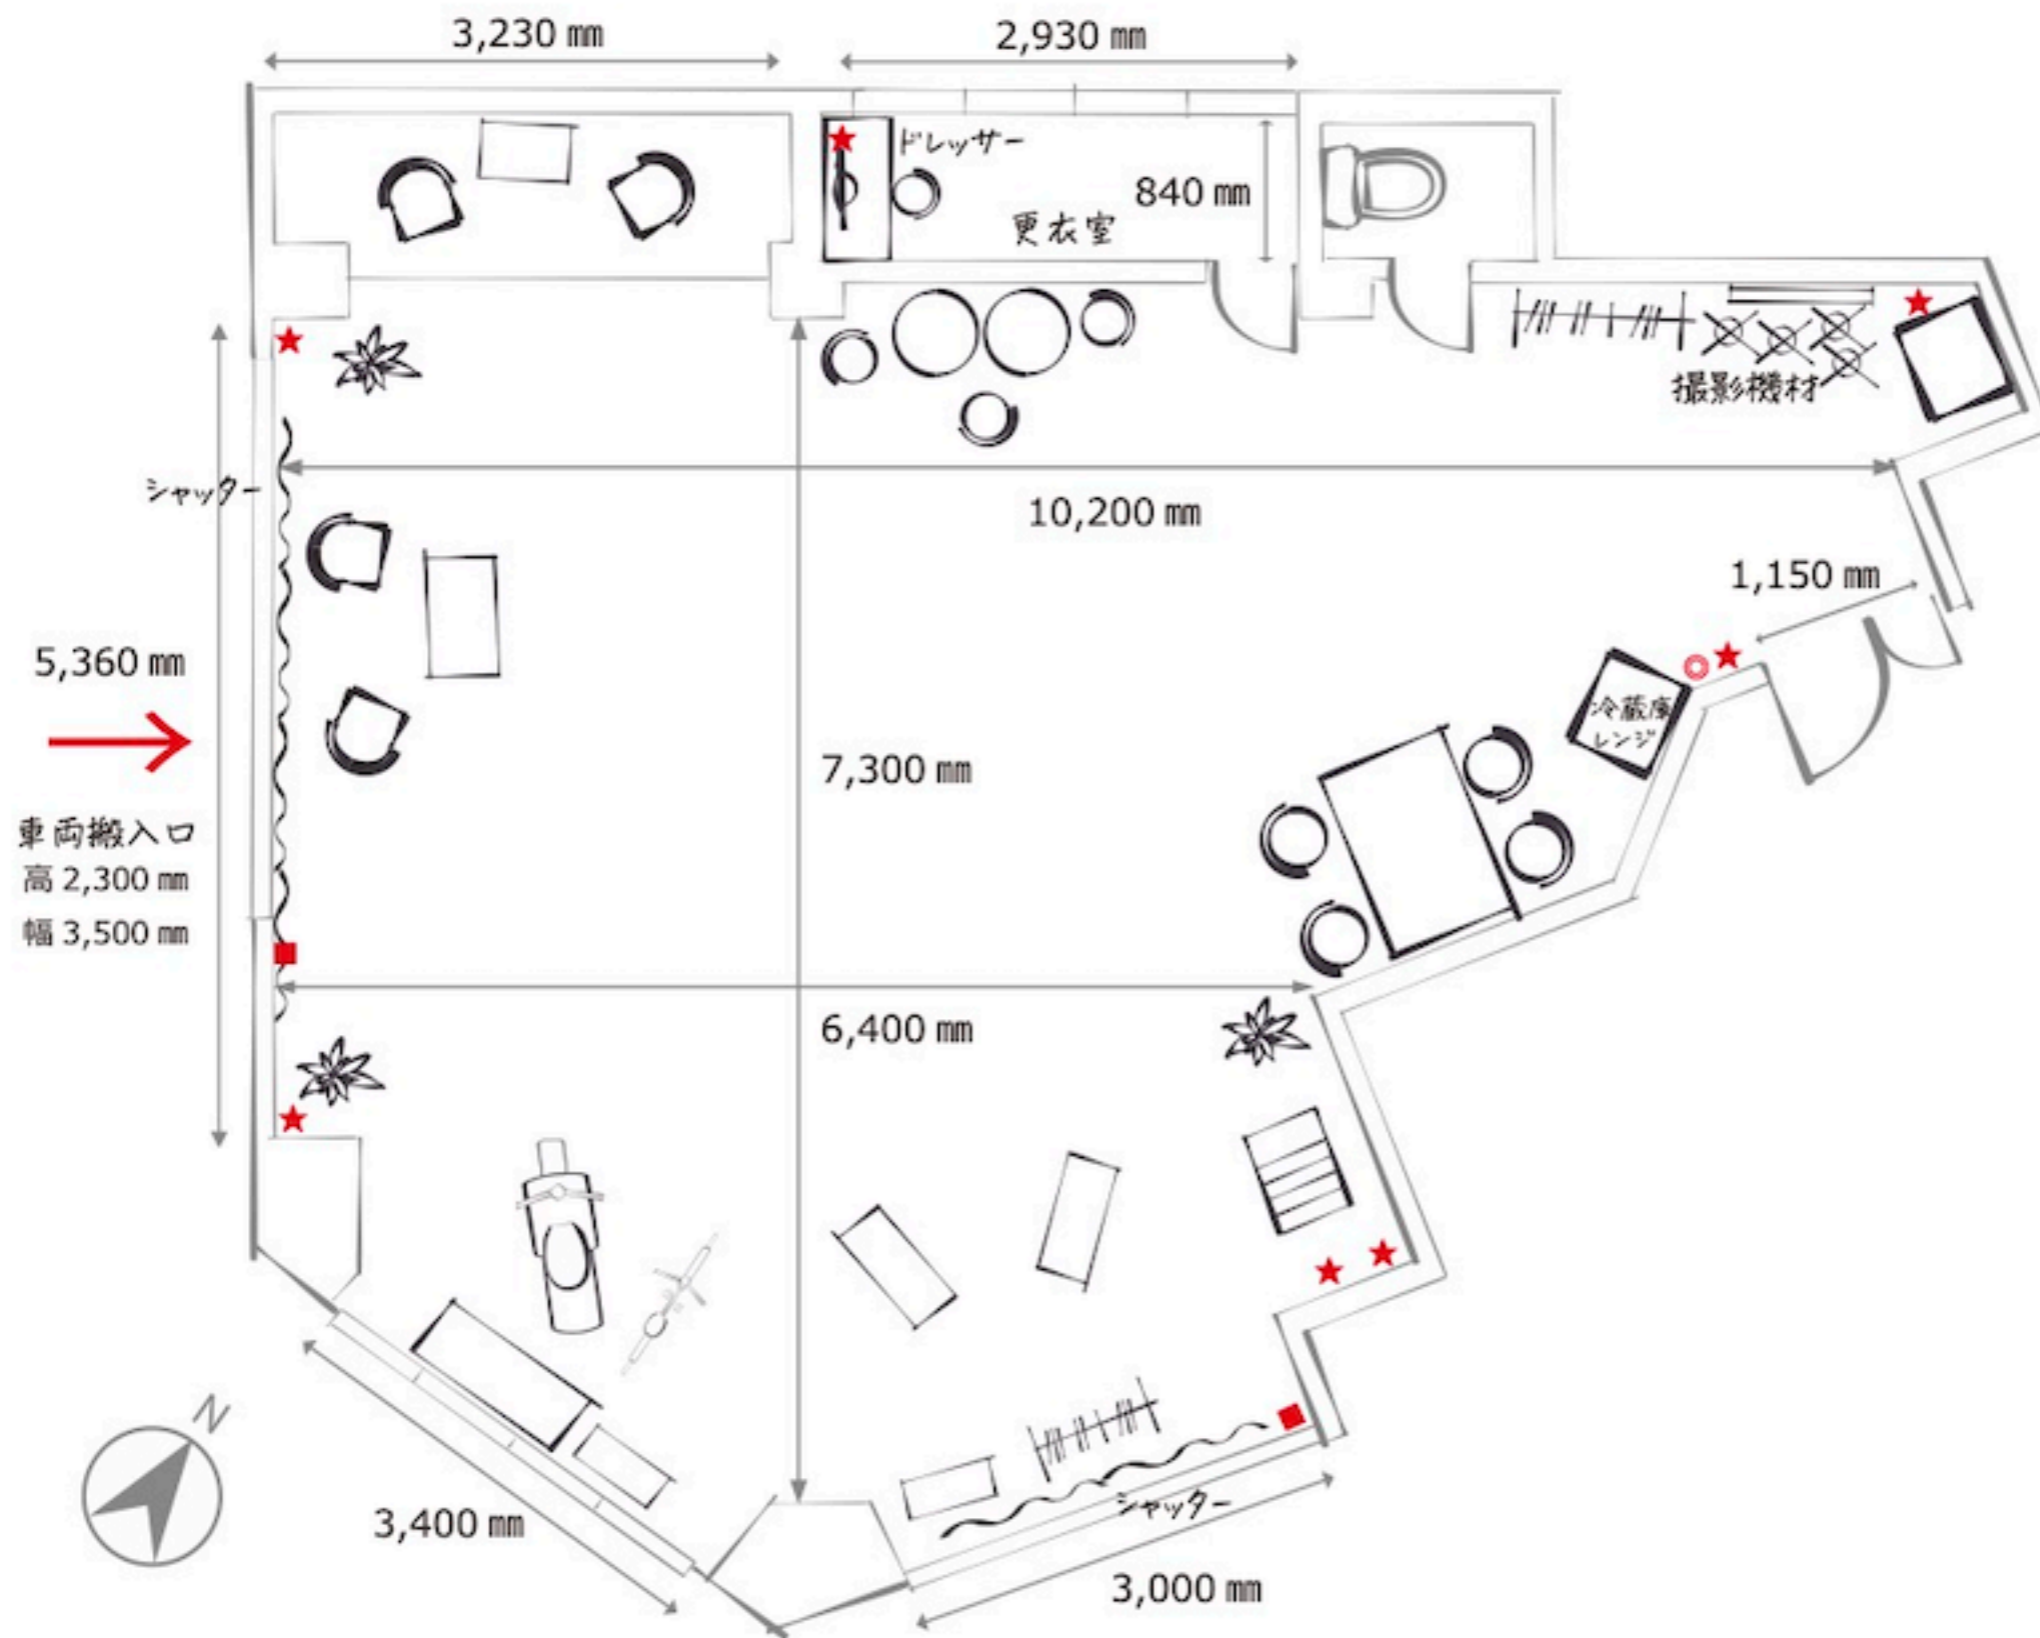 3,230 ㎜
2,930 ㎜
ドレッサー
840 ㎜
更衣室
撮影機材
シャッター
10,200 ㎜
1,150 ㎜
5,360 ㎜
冷蔵庫
レンジ
7,300 ㎜
車両搬入口
高 2,300 ㎜
幅 3,500 ㎜
6,400 ㎜
N
3,400 ㎜
シャッター
3,000 ㎜